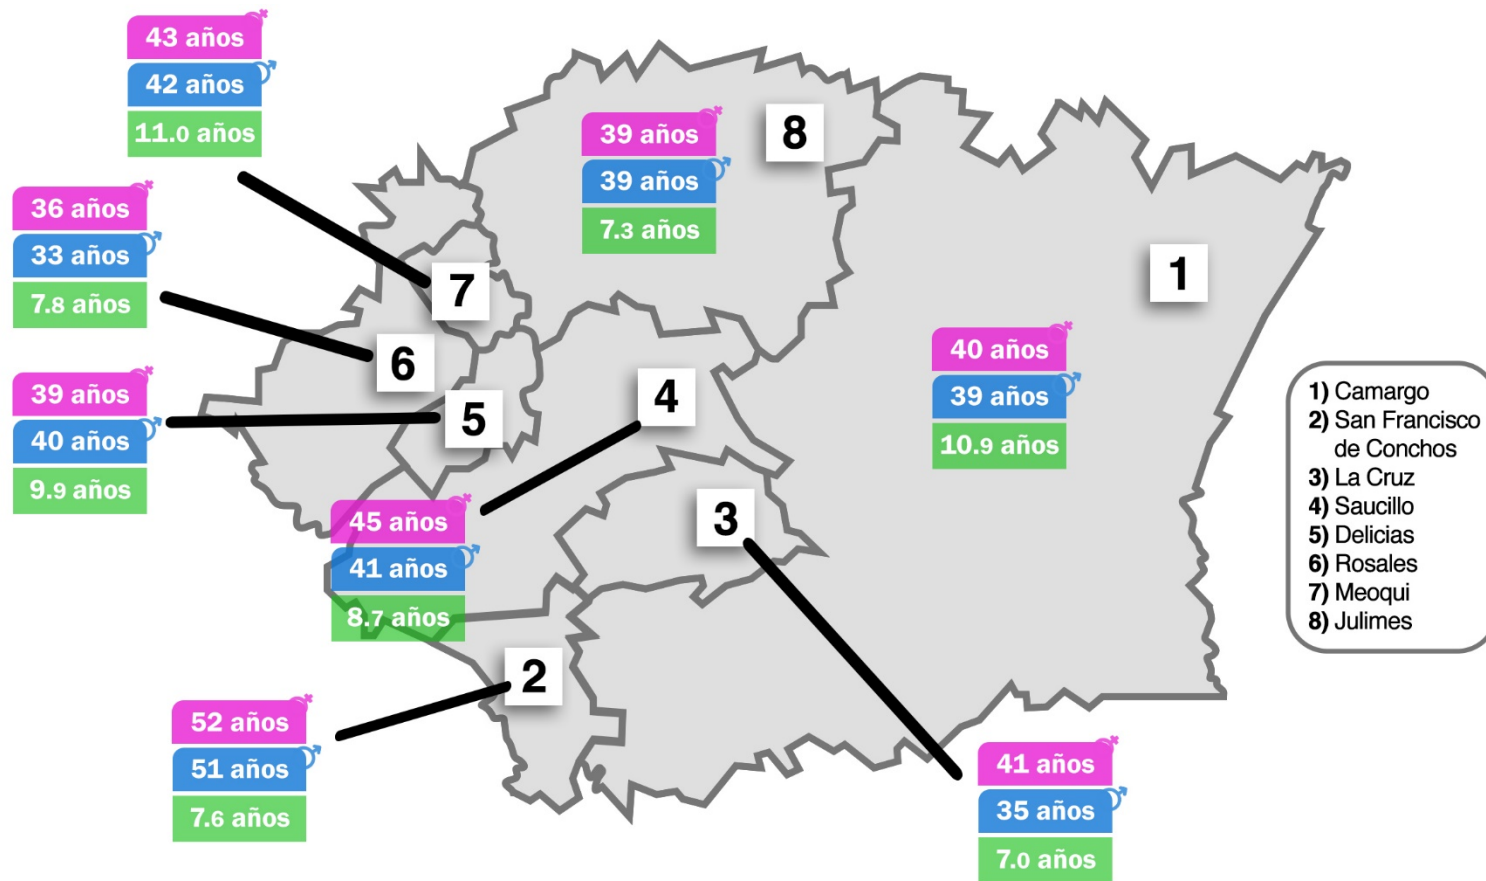 43 años
42 años
11.0 años
39 años
39 años
7.3 años
8
36 años
33 años
7.8 años
7
1
6
39 años
40 años
9.9 años
5
4
40 años
39 años
10.9 años
45 años
41 años
8.7 años
3
2
52 años
51 años
7.6 años
41 años
35 años
7.0 años
1) Camargo
2) San Francisco
de Conchos
3) La Cruz
4) Saucillo
5) Delicias
6) Rosales
7) Meoqui
8) Julimes